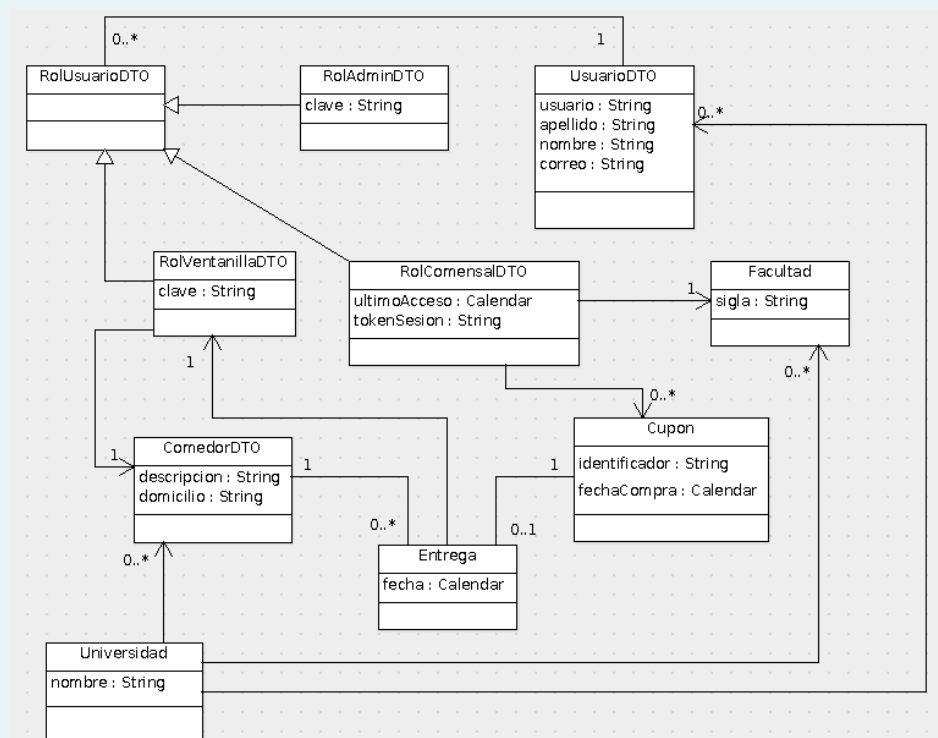 0..*
1
RolUsuarioDTO
RolAdminDTO
clave : String
UsuarioDTO
usuario : String
apellido : String
nombre : String
correo : String
0..*
RolVentanillaDTO
clave : String
RolComensalDTO
ultimoAcceso : Calendar
tokenSesion : String
1
Facultad
sigla : String
1
0..*
0..*
ComedorDTO
descripcion : String
domicilio : String
1
1
Cupon
identificador : String
fechaCompra : Calendar
1
0..*
0..1
0..*
Entrega
fecha : Calendar
Universidad
nombre : String